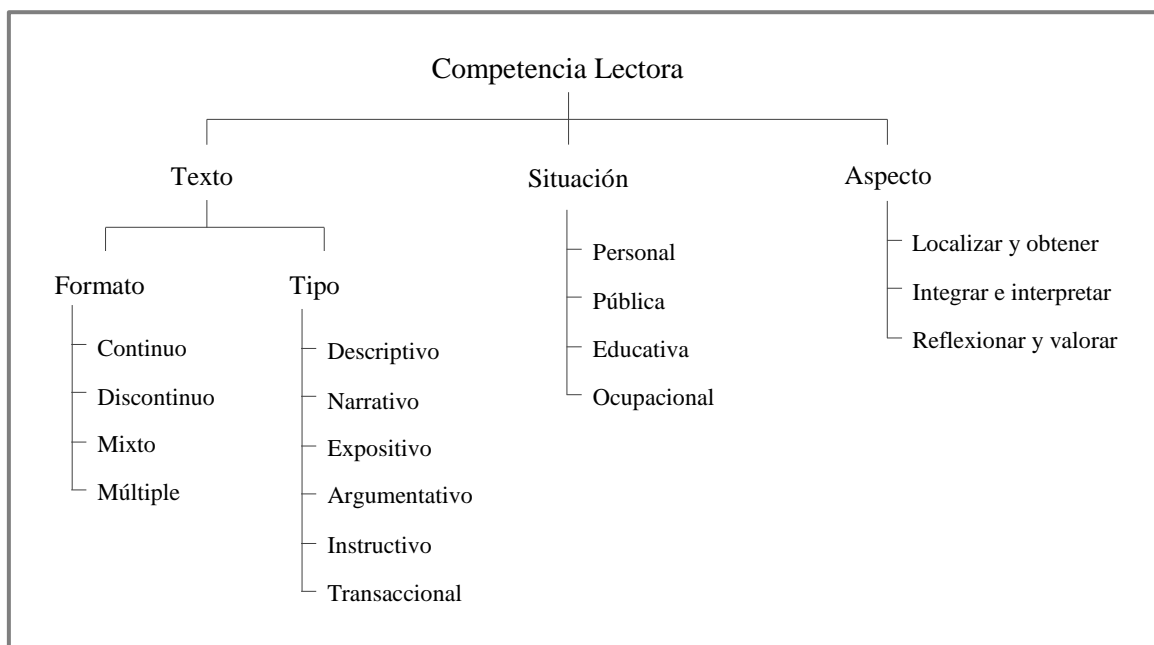 Competencia Lectora
Texto
Situación
Aspecto
Formato
Tipo
Continuo
Discontinuo
Mixto
Múltiple
Descriptivo
Narrativo
Expositivo
Argumentativo
Instructivo
Transaccional
Personal
Pública
Educativa
Ocupacional
Localizar y obtener
Integrar e interpretar
Reflexionar y valorar